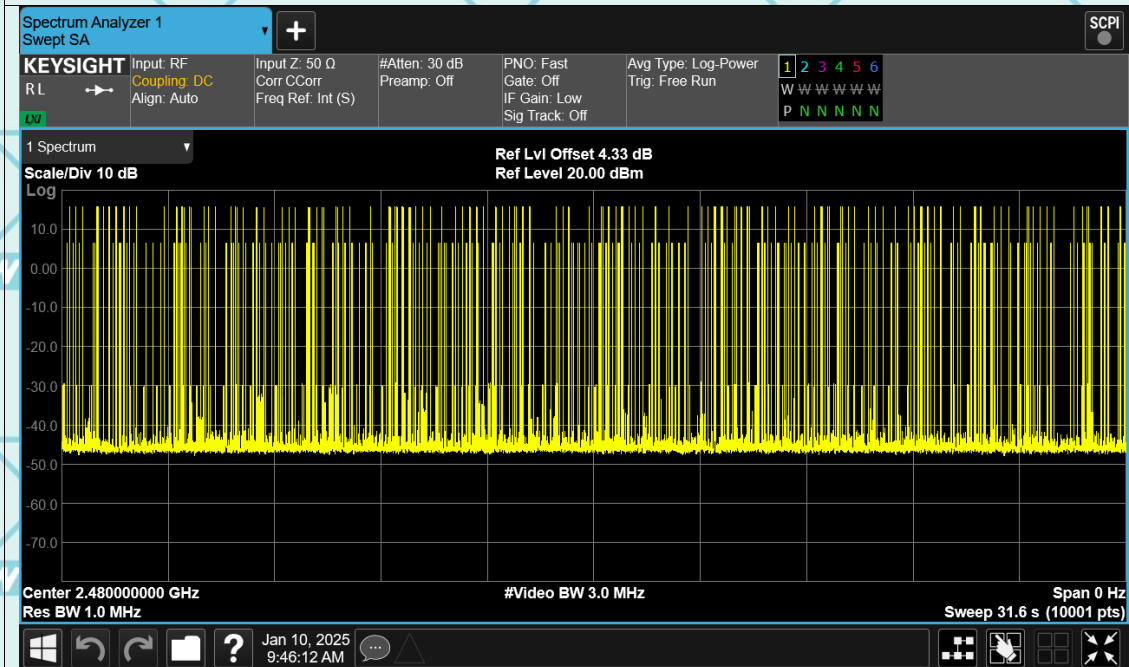 Spectrum Analyzer 1
Swept SA
+
SCPI
KEYSIGHT
RL
LXI
Input: RF
Coupling: DC
Align: Auto
Input Z: 50 Ω
Corr CCorr
Freq Ref: Int (S)
#Atten: 30 dB
Preamp: Off
PNO: Fast
Gate: Off
IF Gain: Low
Sig Track: Off
Avg Type: Log-Power
Trig: Free Run
1 2 3 4 5 6
W W W W W W
P N N N N N
1 Spectrum
Scale/Div 10 dB
Ref Lvl Offset 4.33 dB
Ref Level 20.00 dBm
Log
10.0
0.00
-10.0
-20.0
-30.0
-40.0
-50.0
-60.0
-70.0
Center 2.480000000 GHz
#Video BW 3.0 MHz
Span 0 Hz
Res BW 1.0 MHz
Sweep 31.6 s (10001 pts)
?
Jan 10, 2025
9:46:12 AM